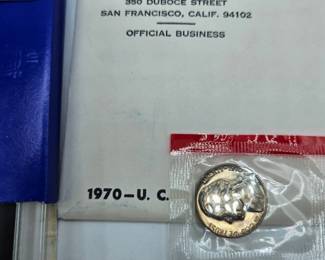 350 DUBOCE STREET
SAN FRANCISCO, CALIF. 94102
OFFICIAL BUSINESS
1970—U. C.